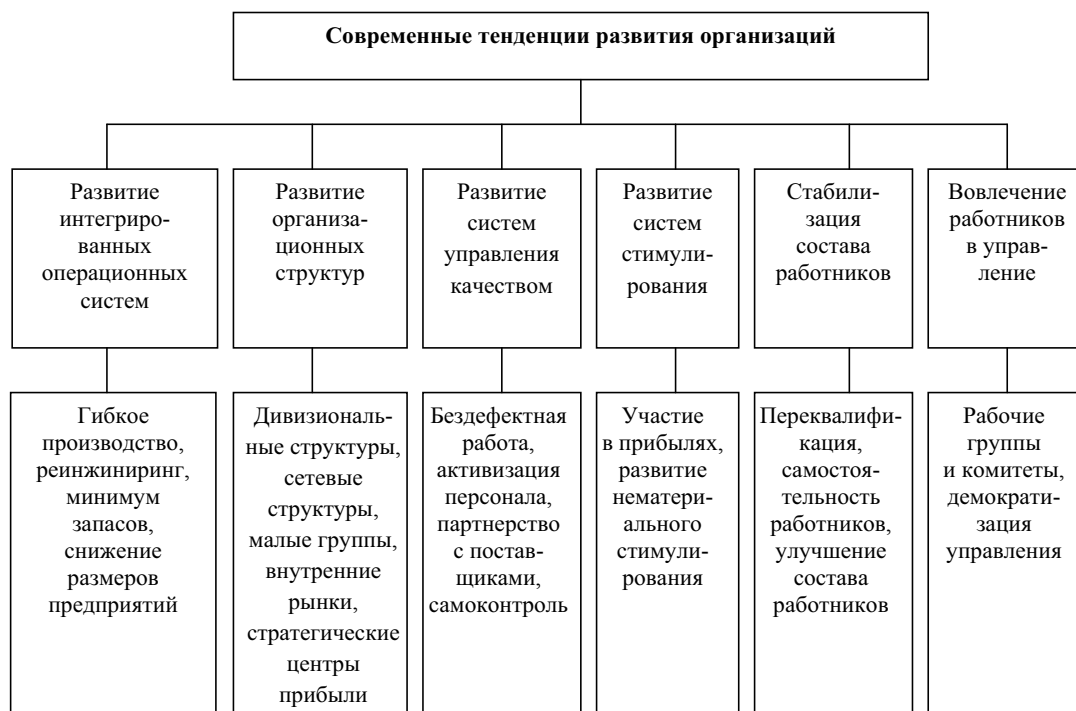 Современные тенденции развития организаций
Развитие
интегриро-
ванных
операционных
систем
Развитие
организа-
ционных
структур
Развитие
систем
управления
качеством
Развитие
систем
стимули-
рования
Стабили-
зация
состава
работников
Вовлечение
работников
в управ-
ление
Гибкое
производство,
реинжиниринг,
минимум
запасов,
снижение
размеров
предприятий
Дивизиональ-
ные структуры,
сетевые
структуры,
малые группы,
внутренние
рынки,
стратегические
центры
прибыли
Бездефектная
работа,
активизация
персонала,
партнерство
с постав-
щиками,
самоконтроль
Участие
в прибылях,
развитие
нематери-
ального
стимули-
рования
Переквалифи-
кация,
самостоя-
тельность
работников,
улучшение
состава
работников
Рабочие
группы
и комитеты,
демократи-
зация
управления